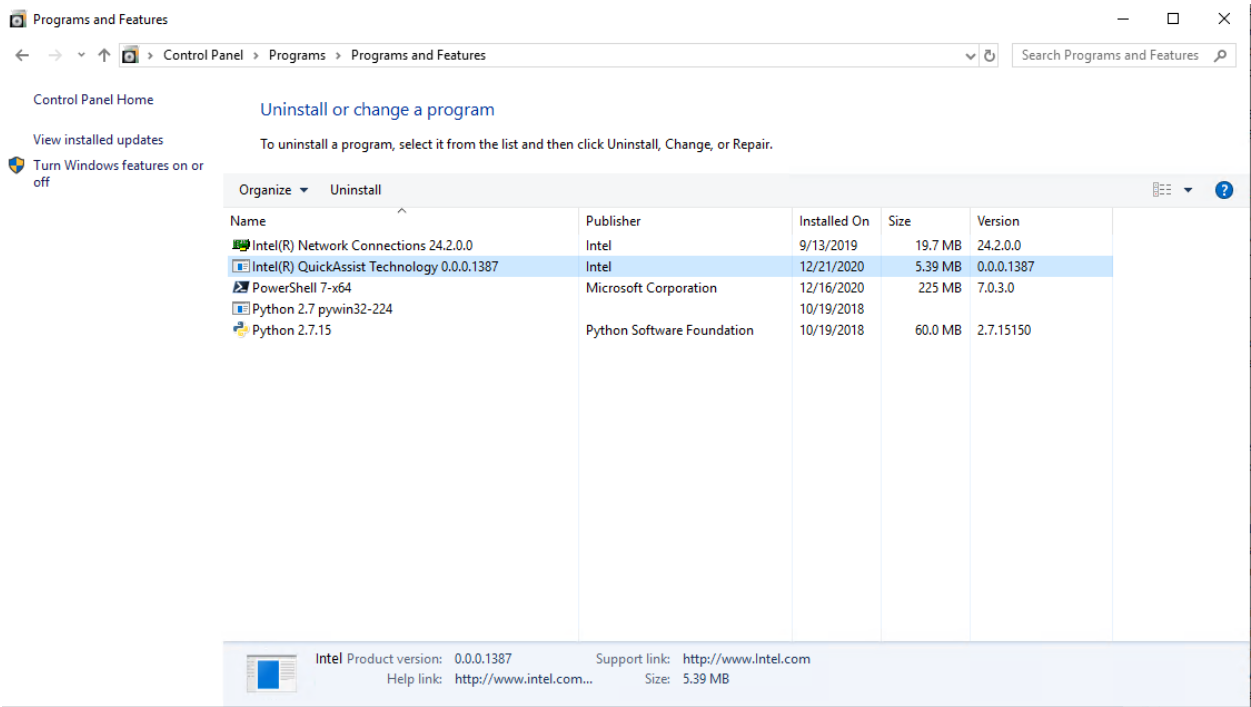 Programs and Features
Control Panel > Programs > Programs and Features
Search Programs and Features
Control Panel Home
View installed updates
Turn Windows features on or
off
Uninstall or change a program
To uninstall a program, select it from the list and then click Uninstall, Change, or Repair.
Organize Uninstall
?
Name Publisher Installed On Size Version
Intel(R) Network Connections 24.2.0.0 Intel 9/13/2019 19.7 MB 24.2.0.0
Intel(R) QuickAssist Technology 0.0.0.1387 Intel 12/21/2020 5.39 MB 0.0.0.1387
PowerShell 7-x64 Microsoft Corporation 12/16/2020 225 MB 7.0.3.0
Python 2.7 pywin32-224 10/19/2018
Python 2.7.15 Python Software Foundation 10/19/2018 60.0 MB 2.7.15150
Intel Product version: 0.0.0.1387 Support link: http://www.Intel.com
Help link: http://www.intel.com... Size: 5.39 MB